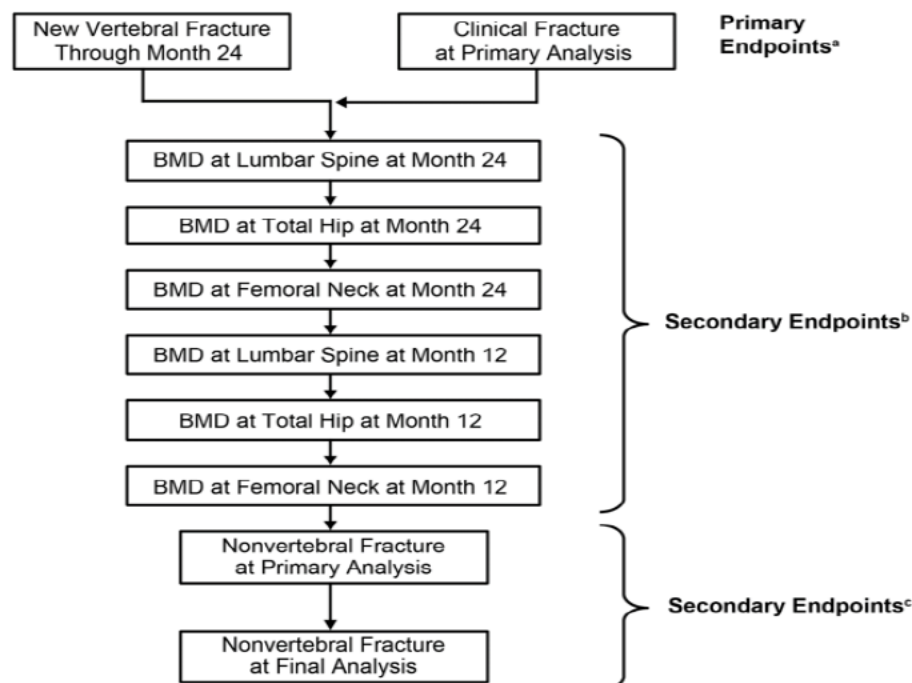 New Vertebral Fracture
Through Month 24
Clinical Fracture
at Primary Analysis
Primary
Endpointsᵃ
BMD at Lumbar Spine at Month 24
BMD at Total Hip at Month 24
BMD at Femoral Neck at Month 24
BMD at Lumbar Spine at Month 12
BMD at Total Hip at Month 12
BMD at Femoral Neck at Month 12
Secondary Endpointsᵇ
Nonvertebral Fracture
at Primary Analysis
Nonvertebral Fracture
at Final Analysis
Secondary Endpointsᶜ